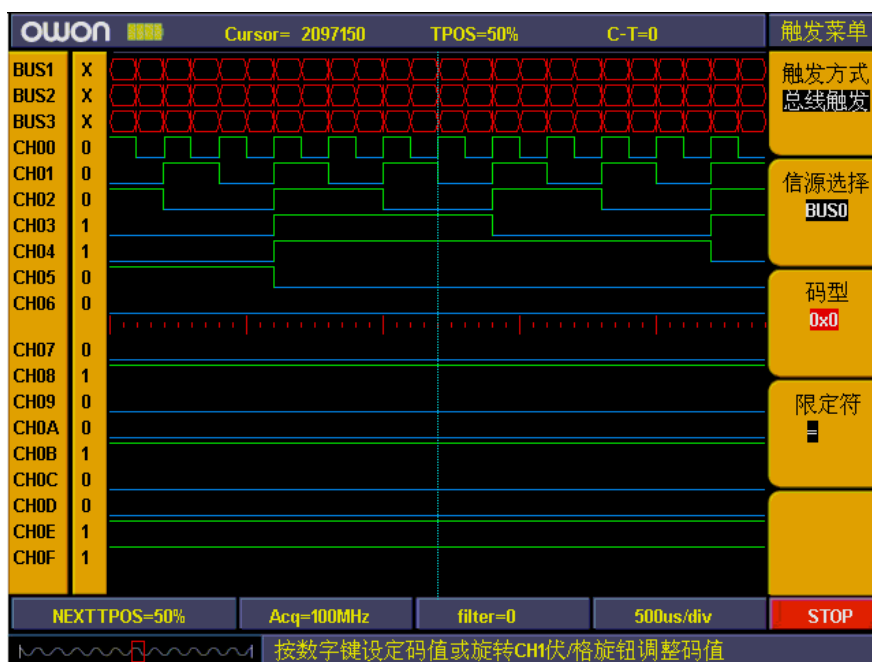 OWON Cursor= 2097150 TPOS=50% C-T=0 触发菜单
BUS1 X
BUS2 X
BUS3 X
CH00 0
CH01 0
CH02 0
CH03 1
CH04 1
CH05 0
CH06 0
CH07 0
CH08 1
CH09 0
CH0A 0
CH0B 1
CH0C 0
CH0D 0
CH0E 1
CH0F 1
触发方式
总线触发
信源选择
BUS0
码型
0x0
限定符
=
NEXTTPOS=50% Acq=100MHz filter=0 500us/div STOP
按数字键设定码值或旋转CH1伏/格旋钮调整码值